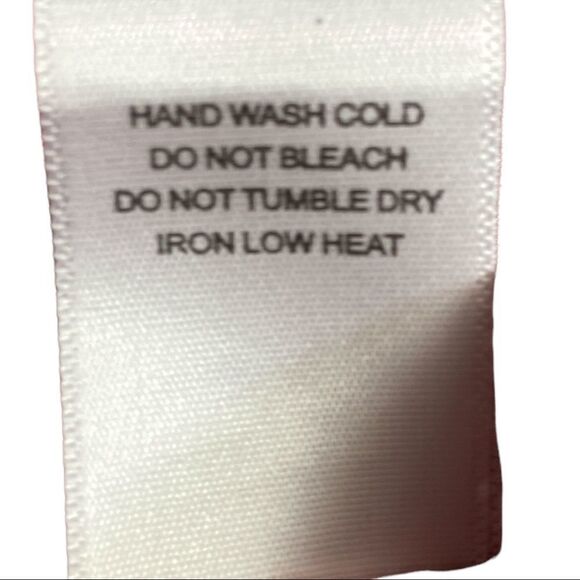 HAND WASH COLD
DO NOT BLEACH
DO NOT TUMBLE DRY
IRON LOW HEAT